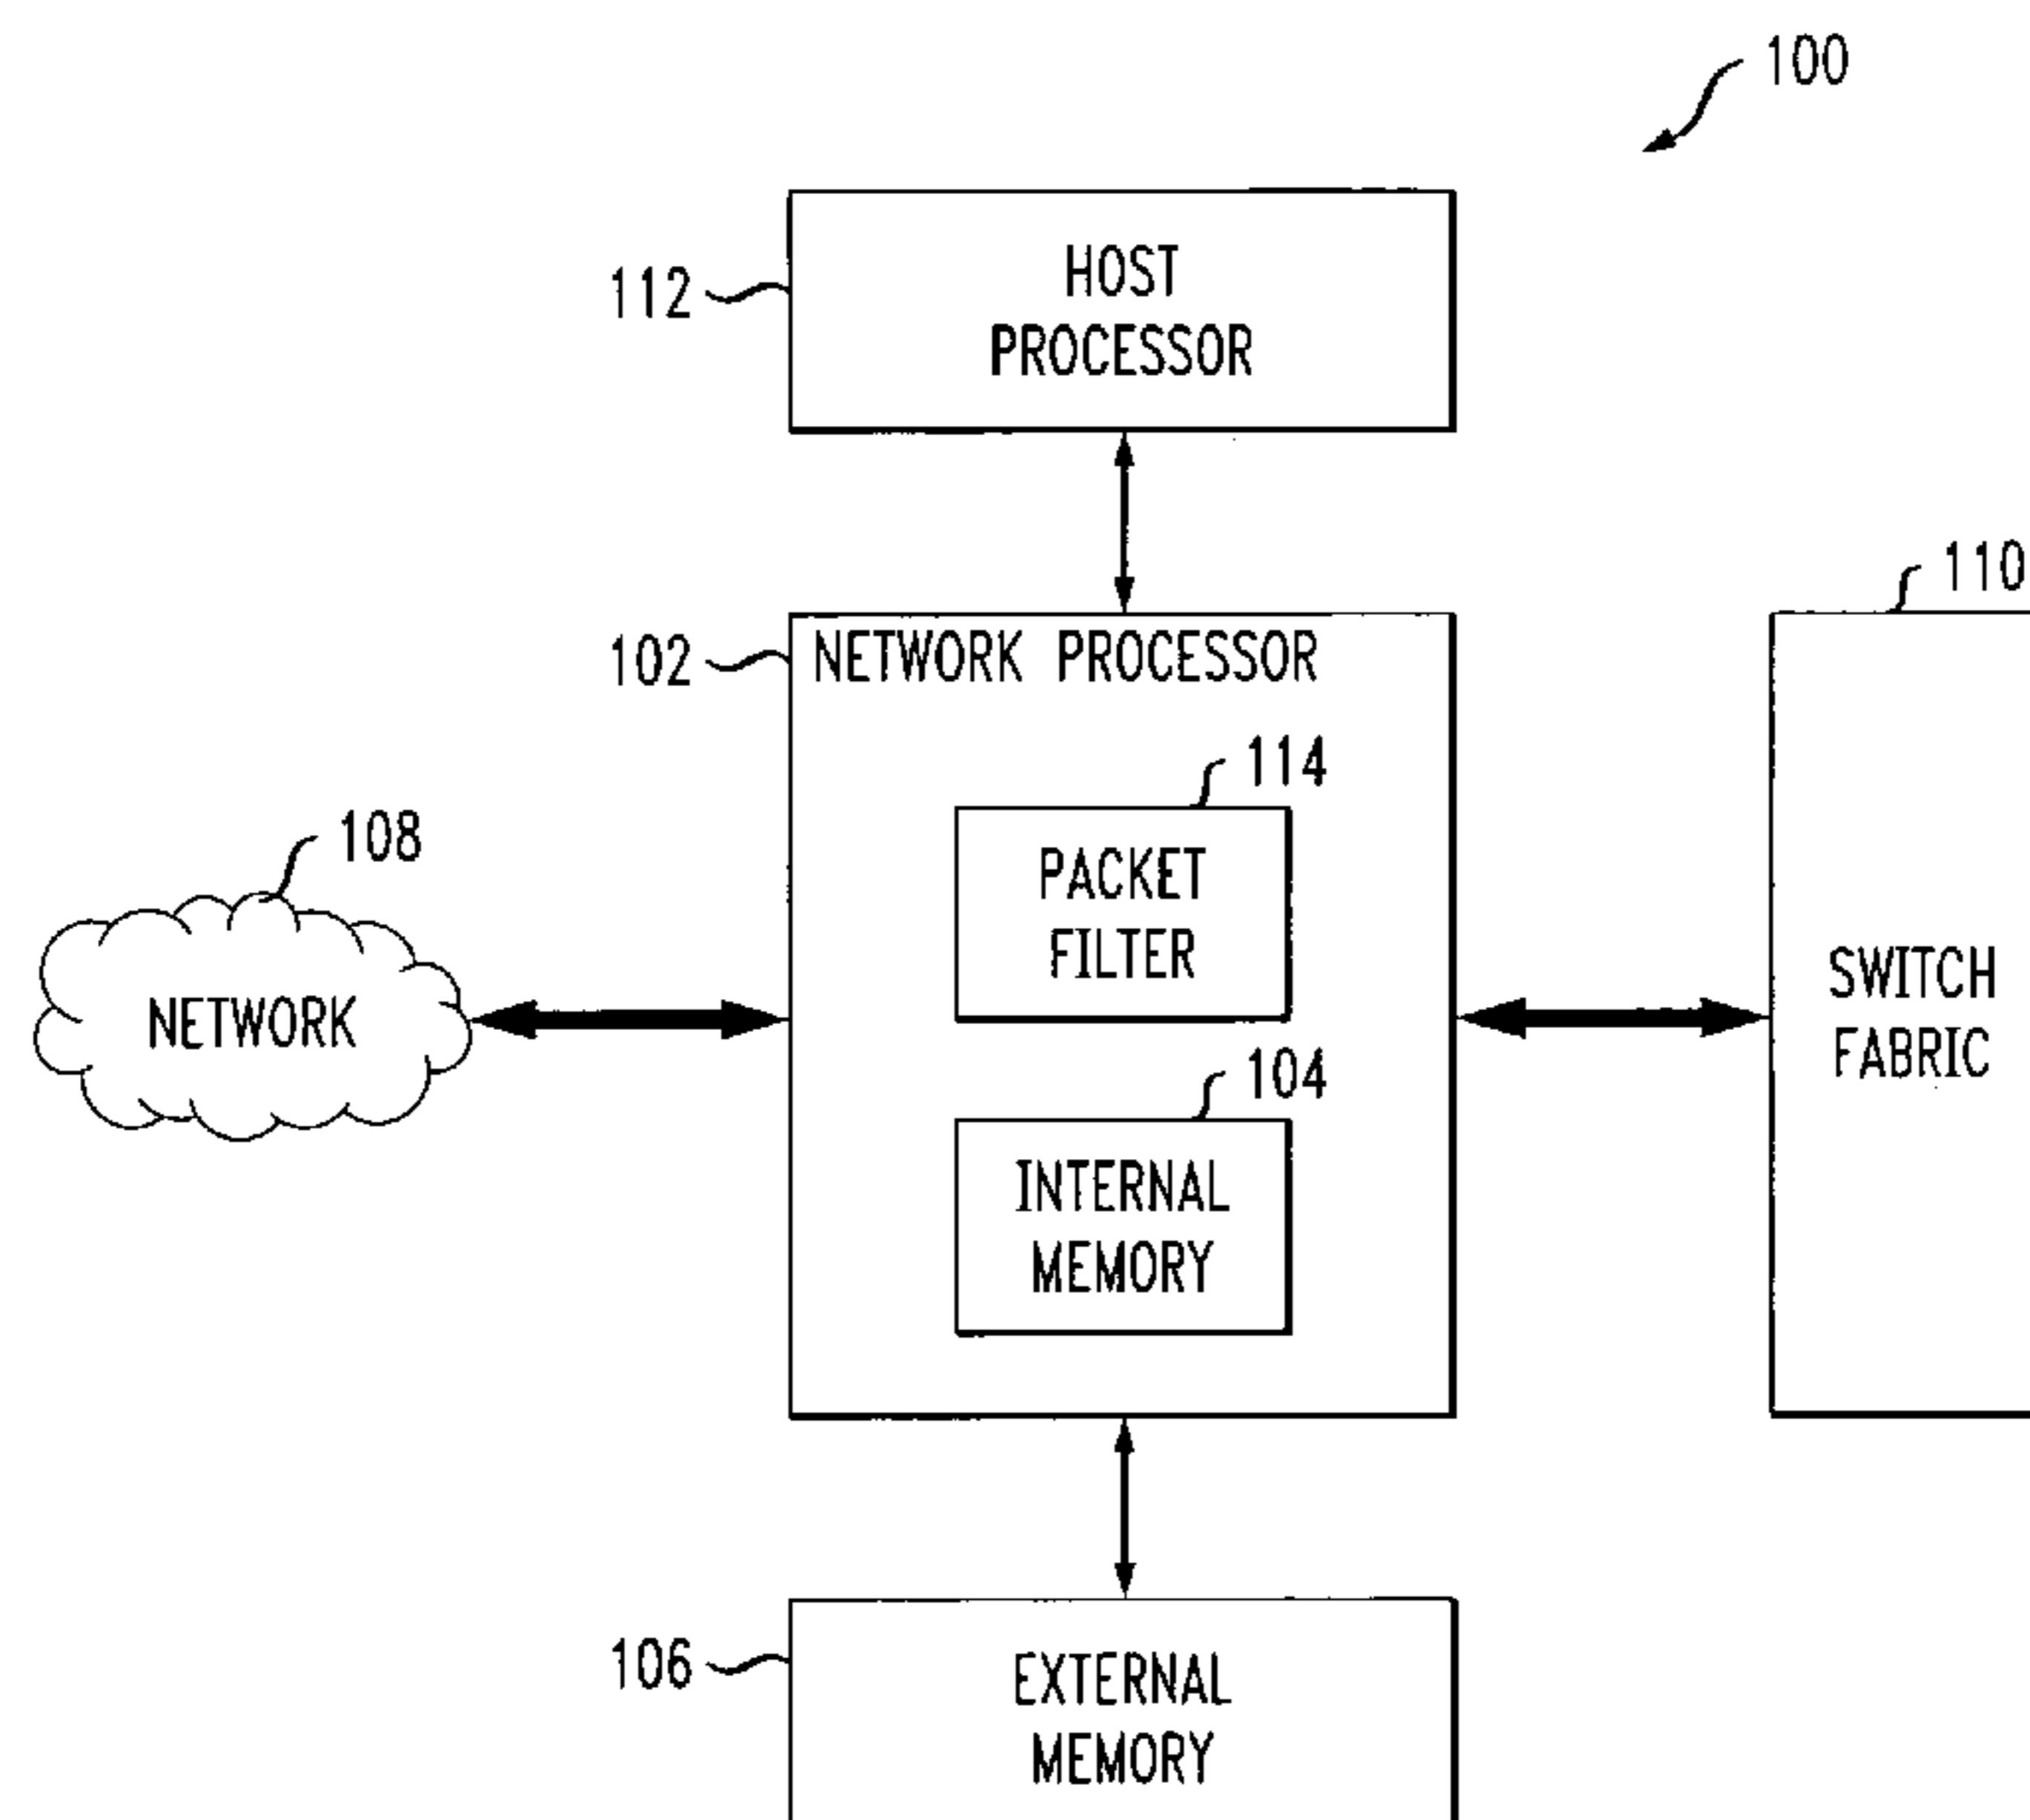 100
112
HOST
PROCESSOR
110
102
NETWORK PROCESSOR
114
PACKET
FILTER
108
NETWORK
SWITCH
FABRIC
104
INTERNAL
MEMORY
106
EXTERNAL
MEMORY